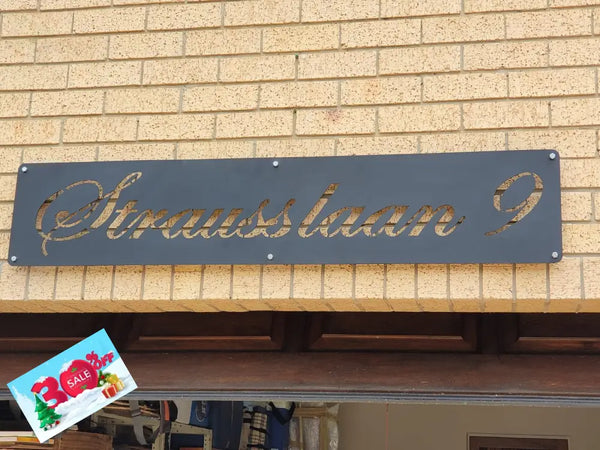 Strausslaan 9
30% OFF
SALE